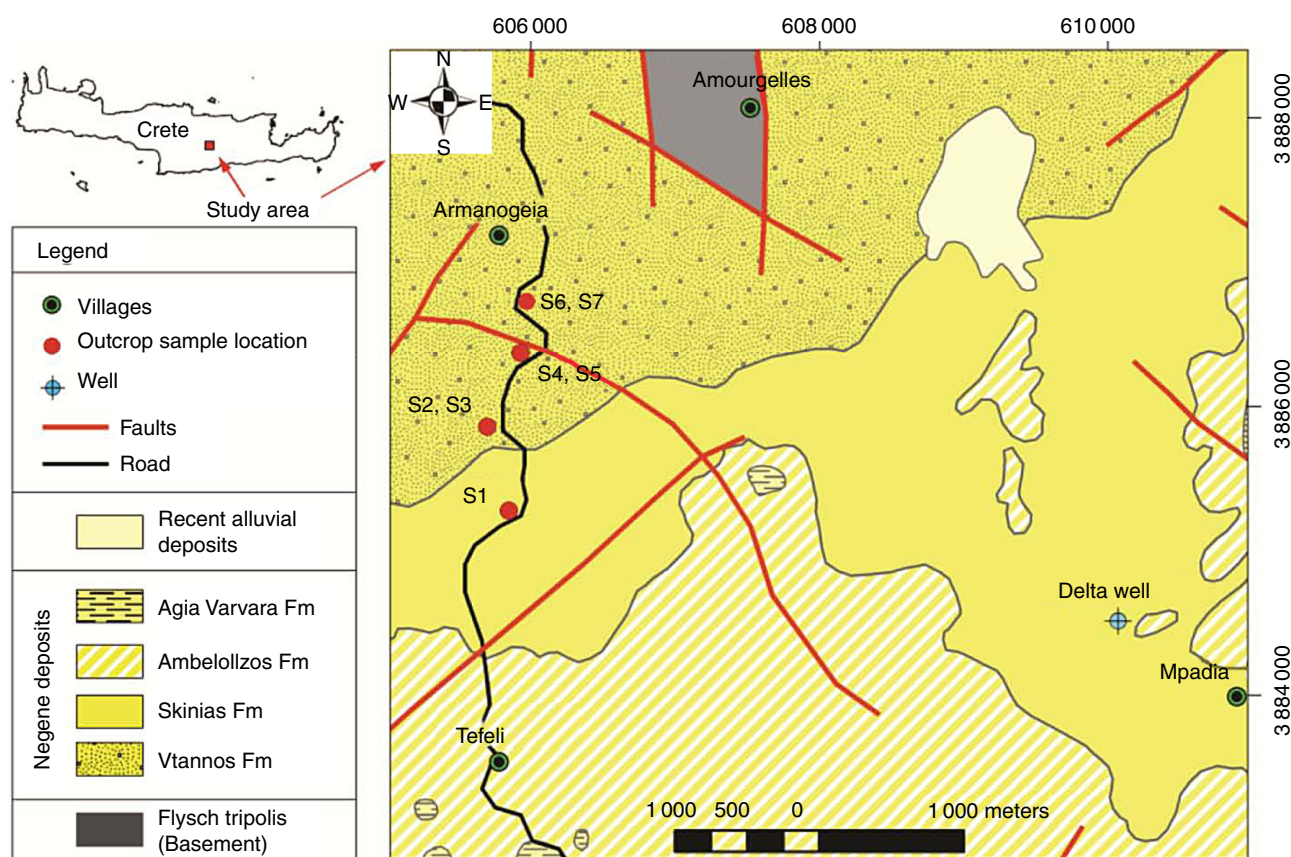 606 000 608 000 610 000
N
W E
S
Crete
Study area
Legend
Villages
Outcrop sample location
Well
Faults
Road
Recent alluvial
deposits
Negene deposits
Agia Varvara Fm
Ambelollzos Fm
Skinias Fm
Vtannos Fm
Flysch tripolis
(Basement)
Amourgelles
Armanogeia
S6, S7
S4, S5
S2, S3
S1
Delta well
Mpadia
Tefeli
1 000 500 0 1 000 meters
3 888 000
3 886 000
3 884 000